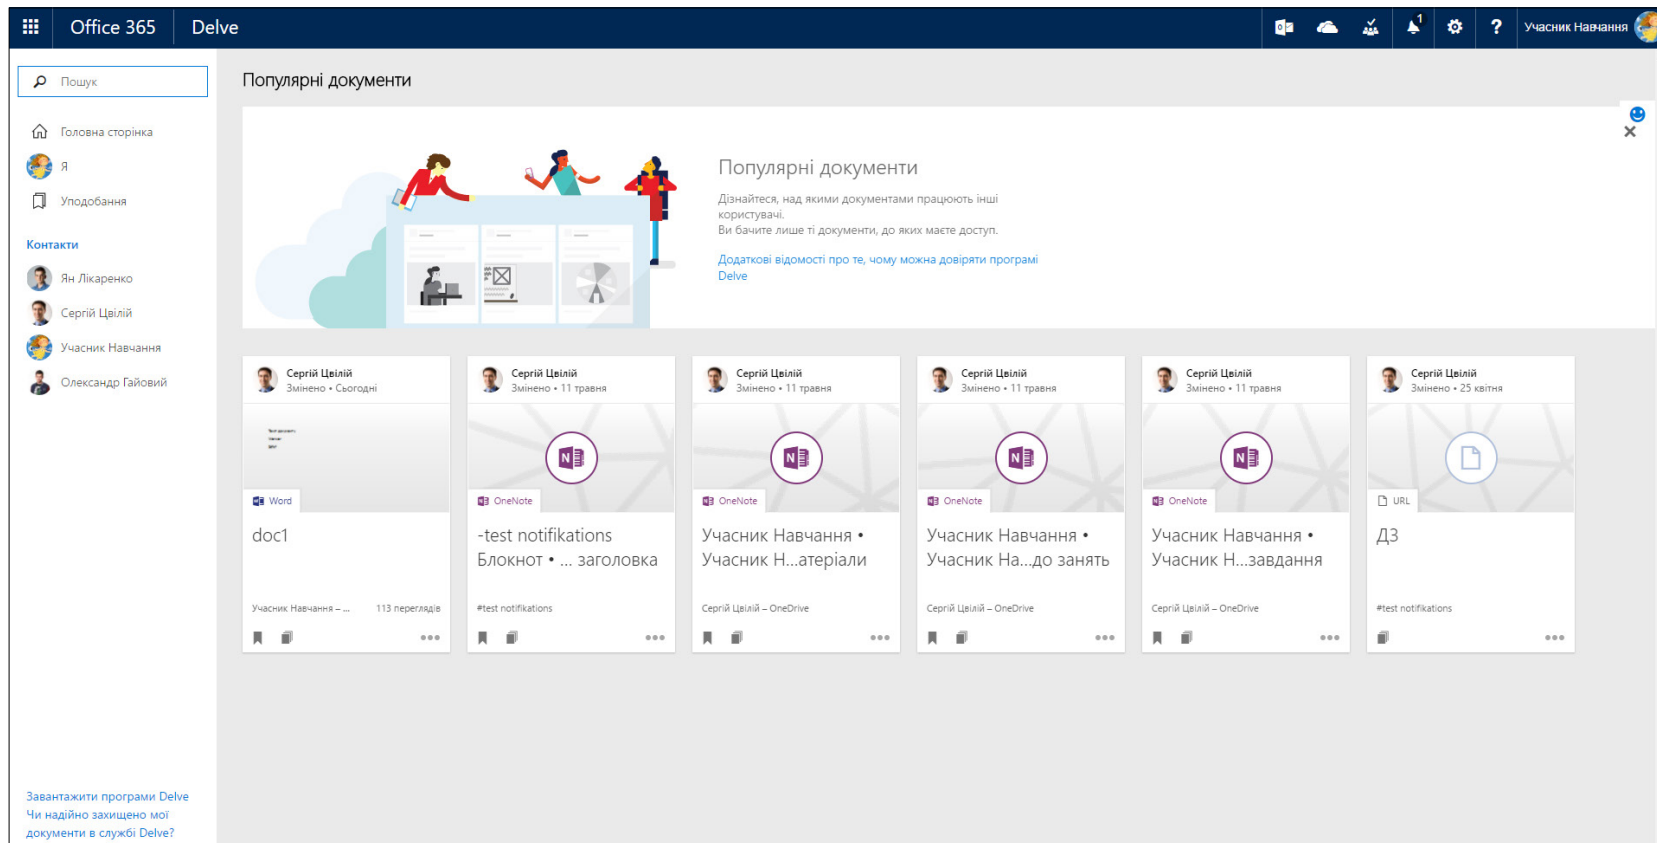 Office 365
Delve
1
?
Учасник Навчання
Пошук
Головна сторінка
Я
Уподобання
Контакти
Ян Лікаренко
Сергій Цвілій
Учасник Навчання
Олександр Гайовий
Завантажити програми Delve
Чи надійно захищено мої
документи в службі Delve?
Популярні документи
Популярні документи
Дізнайтеся, над якими документами працюють інші
користувачі.
Ви бачите лише ті документи, до яких маєте доступ.
Додаткові відомості про те, чому можна довіряти програмі
Delve
Сергій Цвілій
Змінено • Сьогодні
Word
doc1
Учасник Навчання – ...
113 переглядів
Сергій Цвілій
Змінено • 11 травня
OneNote
-test notifikations
Блокнот • ... заголовка
#test notifikations
Сергій Цвілій
Змінено • 11 травня
OneNote
Учасник Навчання •
Учасник Н...атеріали
Сергій Цвілій – OneDrive
Сергій Цвілій
Змінено • 11 травня
OneNote
Учасник Навчання •
Учасник На...до занять
Сергій Цвілій – OneDrive
Сергій Цвілій
Змінено • 11 травня
OneNote
Учасник Навчання •
Учасник Н...завдання
Сергій Цвілій – OneDrive
Сергій Цвілій
Змінено • 25 квітня
URL
ДЗ
#test notifikations